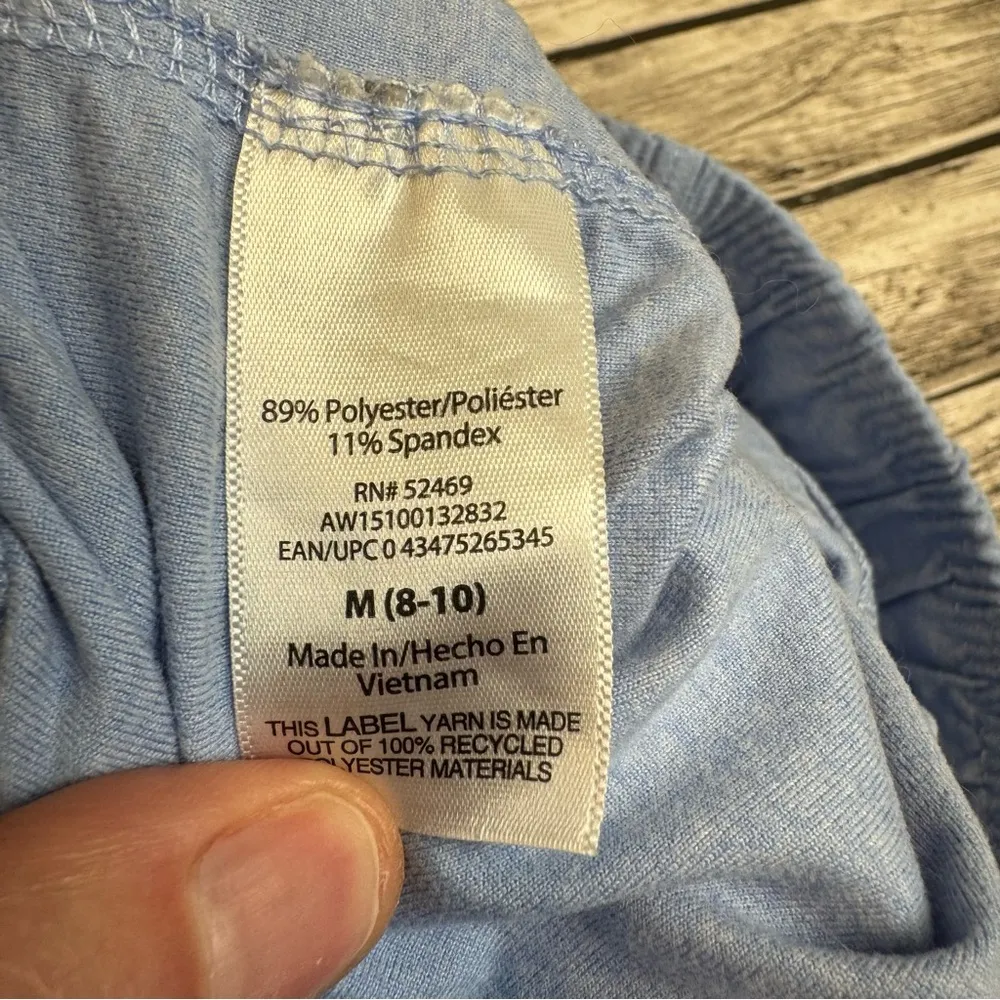 89% Polyester/Poliéster
11% Spandex
RN# 52469
AW15100132832
EAN/UPC 0 43475265345
M (8-10)
Made In/Hecho En
Vietnam
THIS LABEL YARN IS MADE
OUT OF 100% RECYCLED
POLYESTER MATERIALS